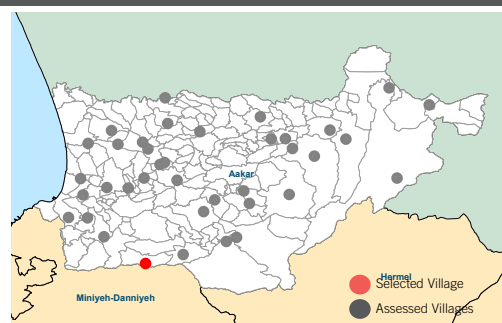 Aakar
Hermel
Selected Village
Miniyeh-Danniyeh
Assessed Villages